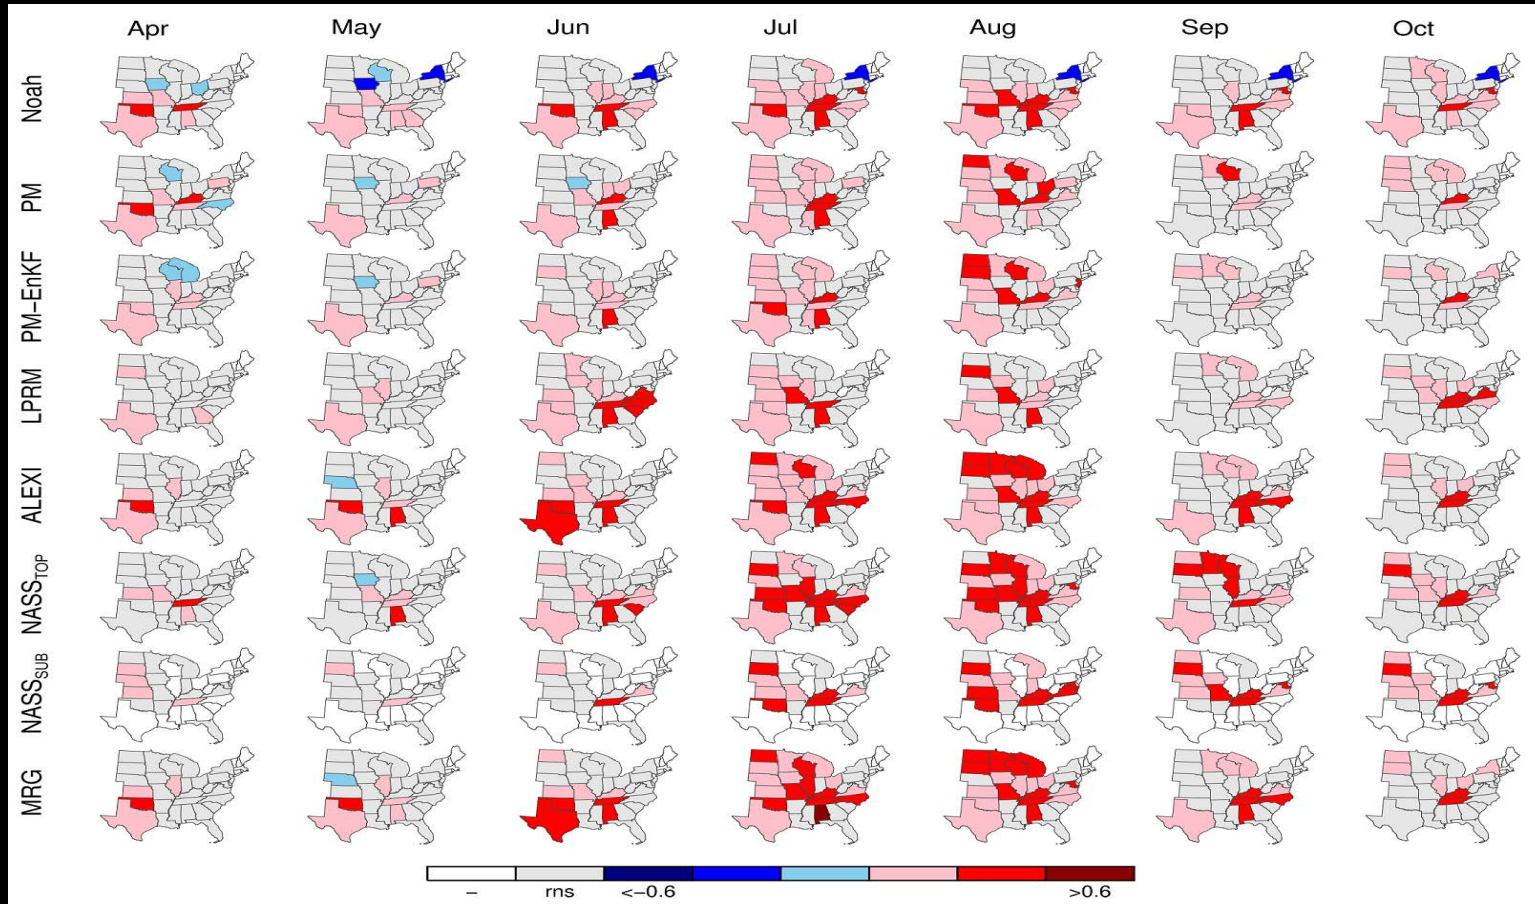 Apr May Jun Jul Aug Sep Oct
Noah
PM
PM−EnKF
LPRM
ALEXI
NASSTOP
NASSSUB
MRG
− rns <−0.6 >0.6